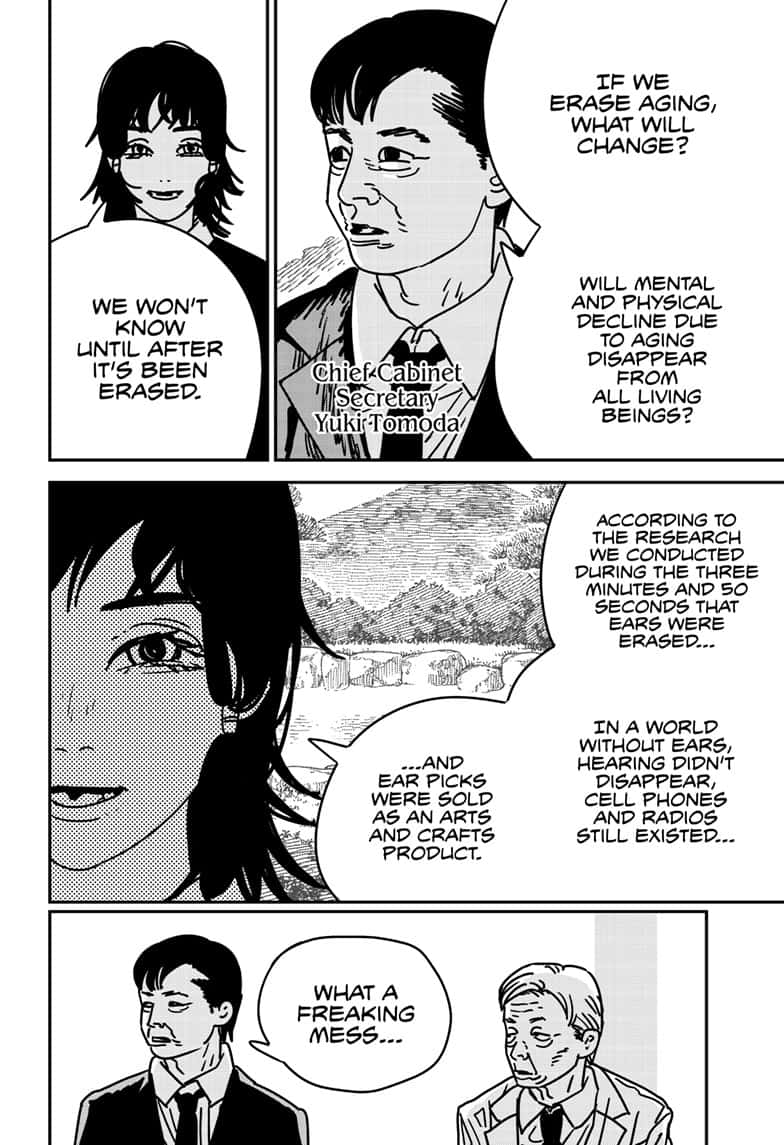 IF WE
ERASE AGING,
WHAT WILL
CHANGE?
WILL MENTAL
AND PHYSICAL
DECLINE DUE
TO AGING
DISAPPEAR
FROM
ALL LIVING
BEINGS?
Chief Cabinet
Secretary
Yuki Tomoda
WE WON'T
KNOW
UNTIL AFTER
IT'S BEEN
ERASED.
ACCORDING TO
THE RESEARCH
WE CONDUCTED
DURING THE THREE
MINUTES AND 50
SECONDS THAT
EARS WERE
ERASED...
IN A WORLD
WITHOUT EARS,
HEARING DIDN'T
DISAPPEAR,
CELL PHONES
AND RADIOS
STILL EXISTED...
...AND
EAR PICKS
WERE SOLD
AS AN ARTS
AND CRAFTS
PRODUCT.
WHAT A
FREAKING
MESS...